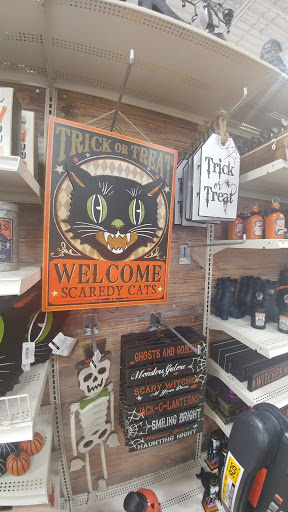 TRICK OR TREAT
WELCOME
SCAREDY CATS
Trick
or
Treat
GHOSTS AND GOBLINS
Monsters Galore
SCARY WITCHES
JACK-O-LANTERNS
SMILING BRIGHT
HAUNTING NIGHT